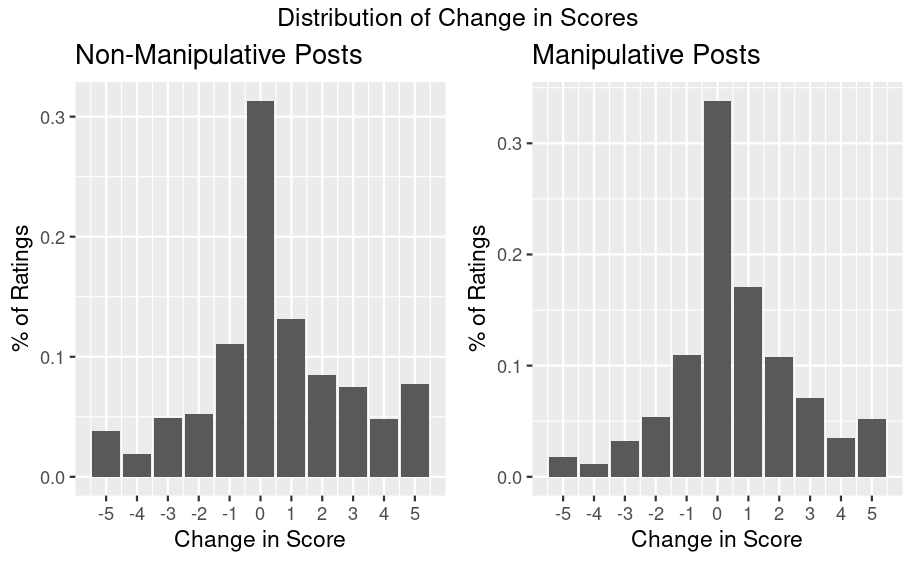 Distribution of Change in Scores
Non-Manipulative Posts
% of Ratings
0.3
0.2
0.1
0.0
-5 -4 -3 -2 -1 0 1 2 3 4 5
Change in Score
Manipulative Posts
% of Ratings
0.3
0.2
0.1
0.0
-5 -4 -3 -2 -1 0 1 2 3 4 5
Change in Score